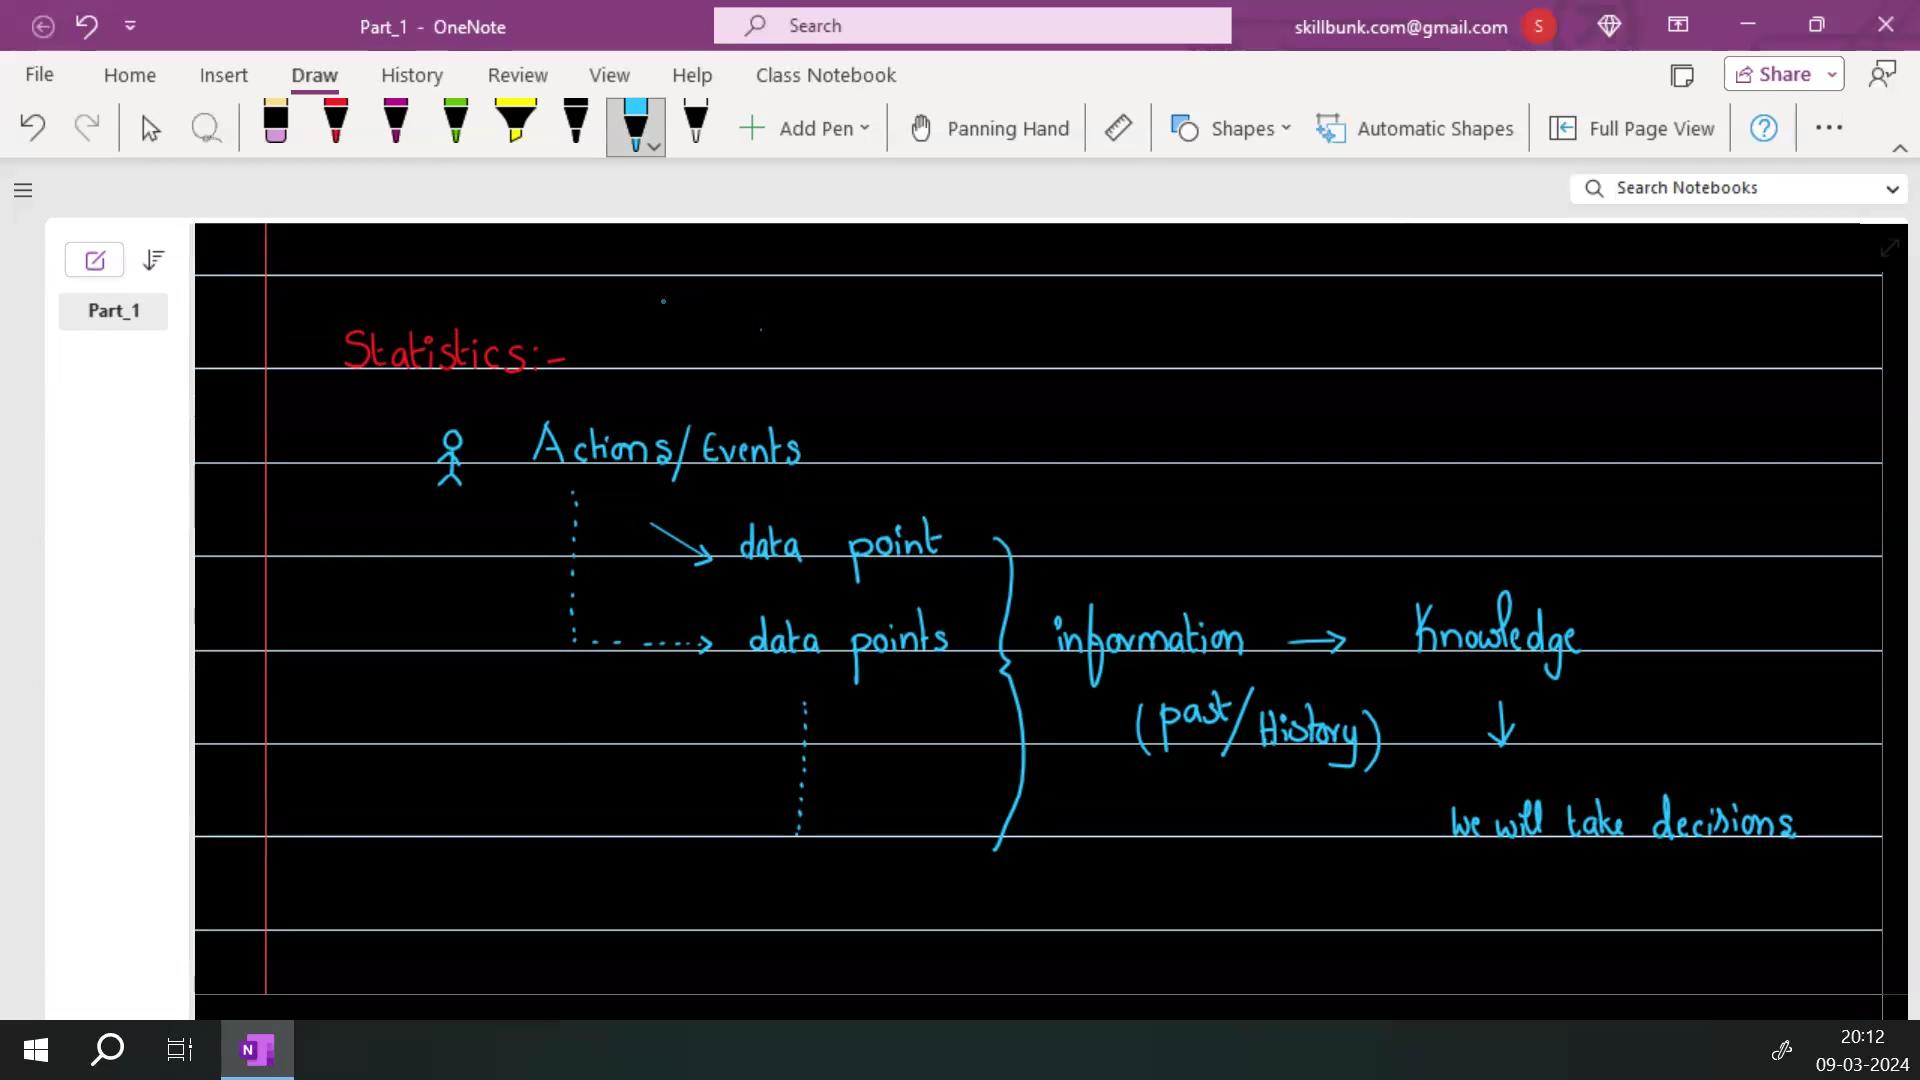 Part_1 - OneNote
Search
skillbunk.com@gmail.com
S
File Home Insert Draw History Review View Help Class Notebook
Share
Add Pen
Panning Hand
Shapes
Automatic Shapes
Full Page View
Search Notebooks
Part_1
Statistics:-
Actions/Events
data point
data points
information → Knowledge
(past/History)
↓
We will take decisions
N
20:12
09-03-2024